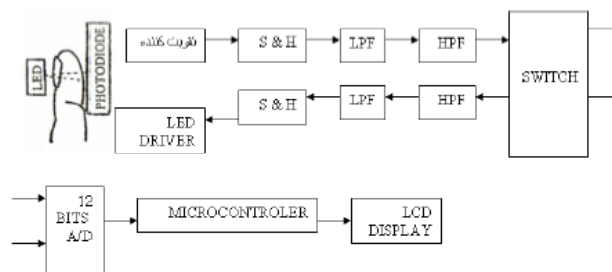 LED
PHOTODIODE
تقویت کننده
S & H
LPF
HPF
SWITCH
LED
DRIVER
S & H
LPF
HPF
12
BITS
A/D
MICROCONTROLER
LCD
DISPLAY